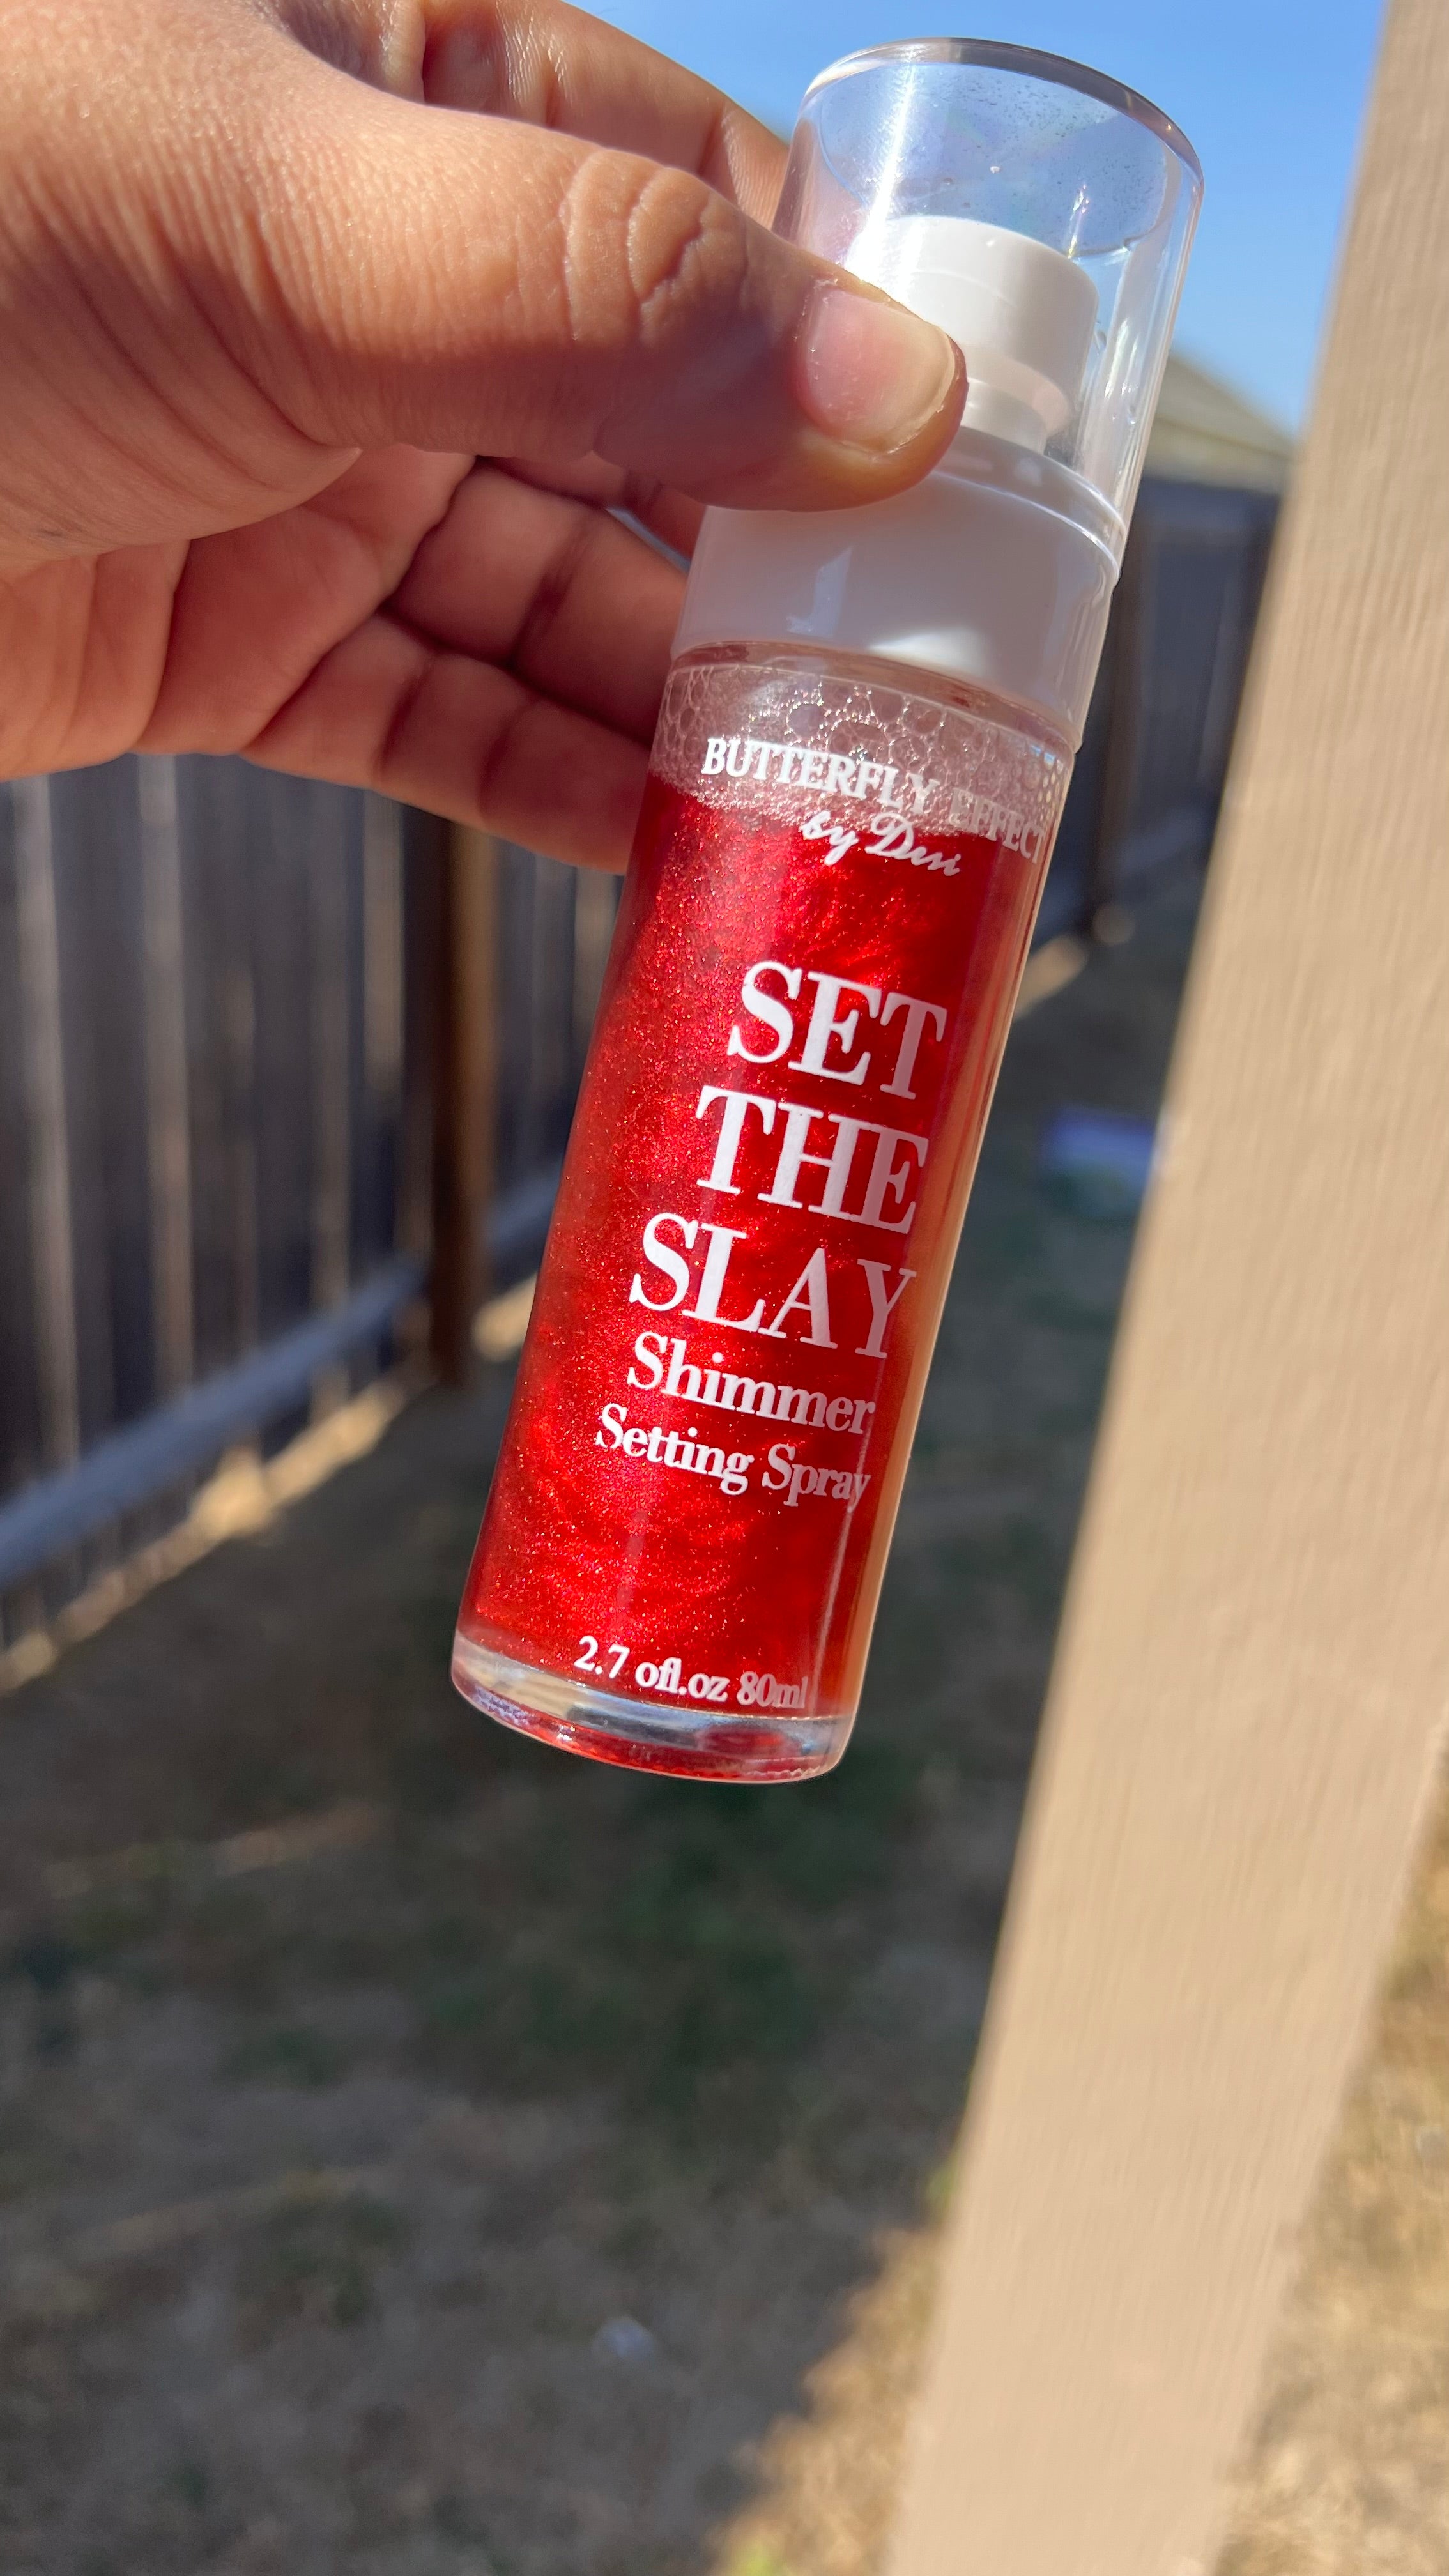 BUTTERFLY EFFECT
by Desi
SET
THE
SLAY
Shimmer
Setting Spray
2.7 ofl.oz 80ml